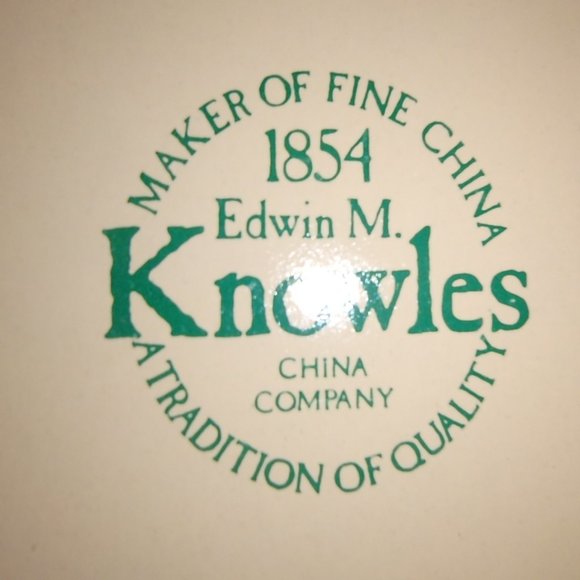 MAKER OF FINE CHINA
1854
Edwin M.
Knowles
CHINA
COMPANY
A TRADITION OF QUALITY